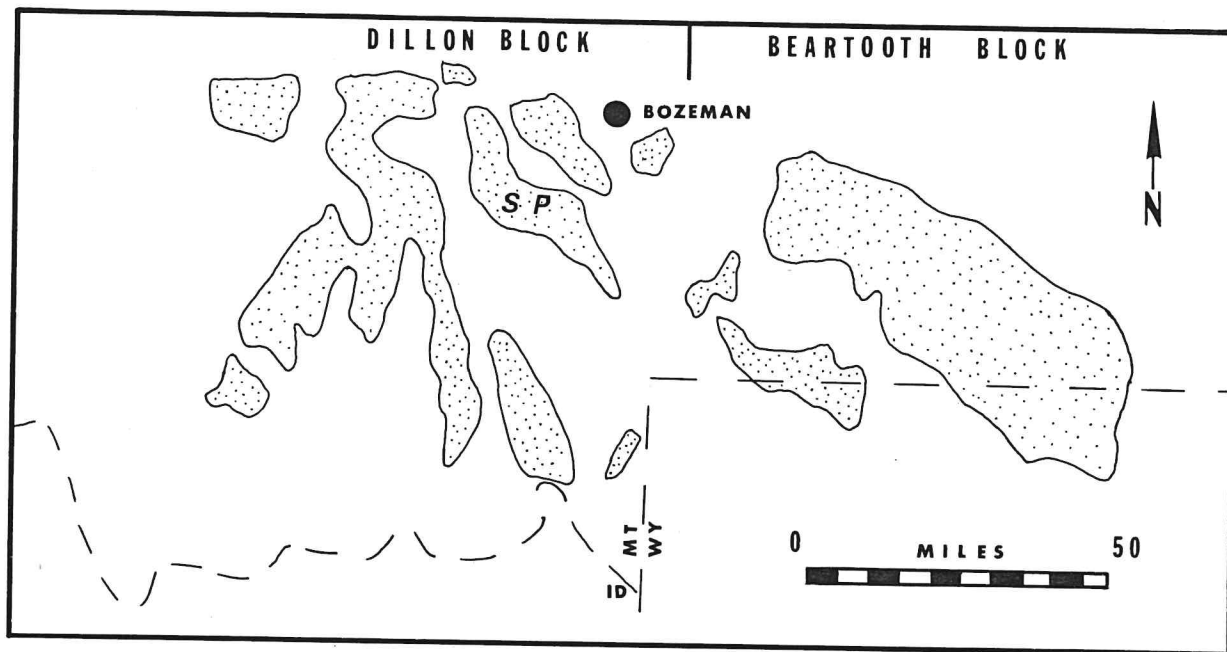 DILLON BLOCK
BEARTOOTH BLOCK
BOZEMAN
N
SP
MT
WY
ID
0 MILES 50